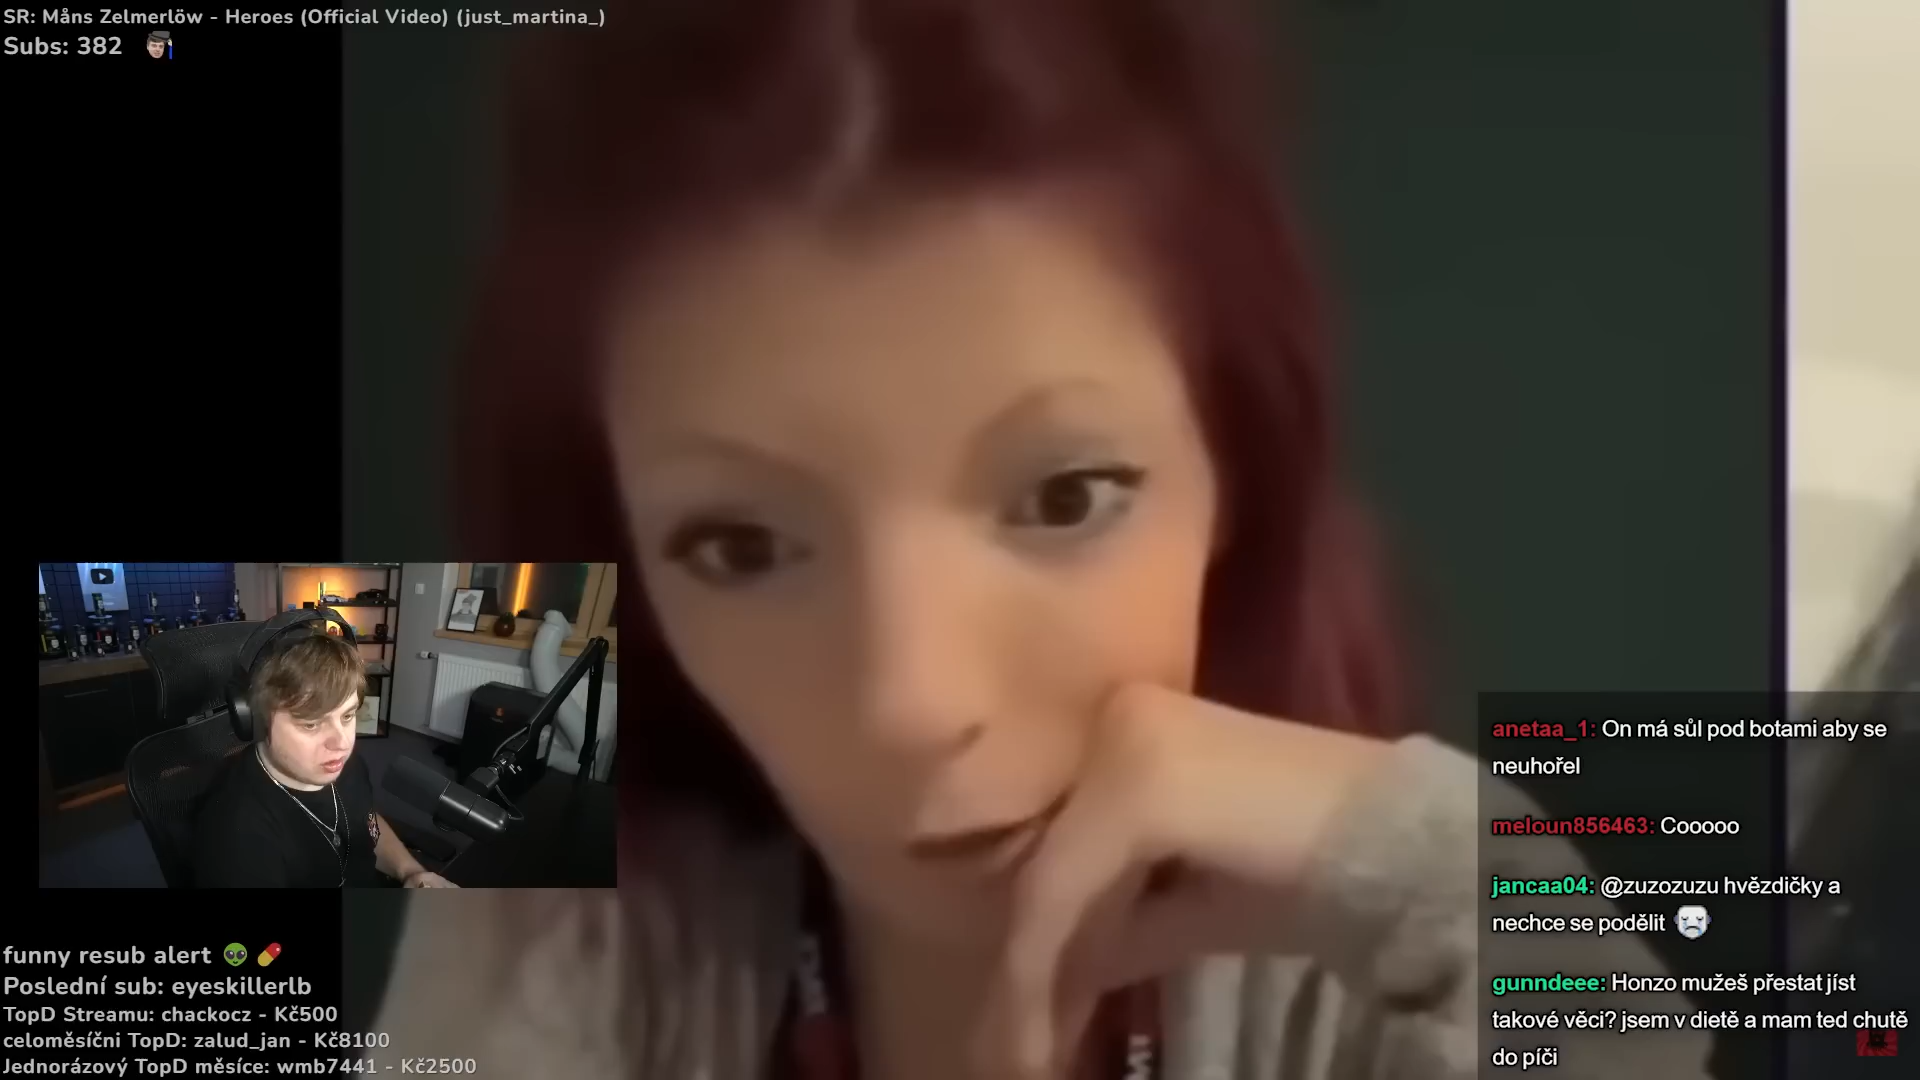 SR: Måns Zelmerlöw - Heroes (Official Video) (just_martina_)
Subs: 382
anetaa_1: On má sůl pod botami aby se
neuhořel
meloun856463: Cooooo
jancaa04: @zuzozuzu hvězdičky a
nechce se podělit
gunndeee: Honzo mužeš přestat jíst
takové věci? jsem v dietě a mam ted chutě
do píči
funny resub alert 👽 💊
Poslední sub: eyeskillerlb
TopD Streamu: chackocz - Kč500
celoměsíčni TopD: zalud_jan - Kč8100
Jednorázový TopD měsíce: wmb7441 - Kč2500